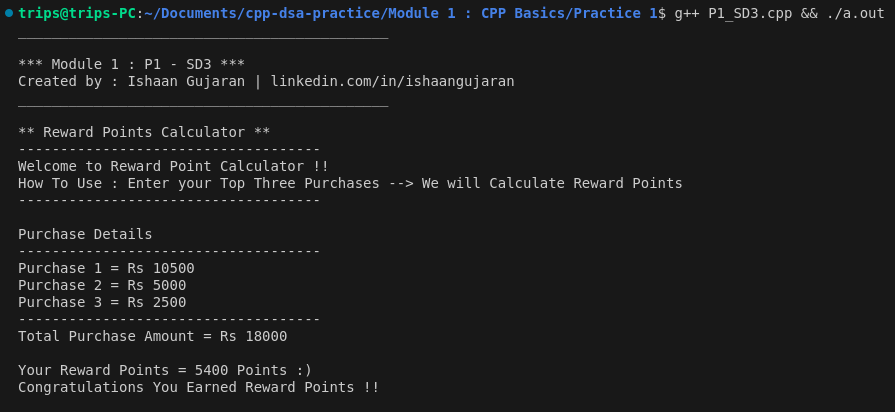 trips@trips-PC:~/Documents/cpp-dsa-practice/Module 1 : CPP Basics/Practice 1$ g++ P1_SD3.cpp && ./a.out
____________________________________________
*** Module 1 : P1 - SD3 ***
Created by : Ishaan Gujaran | linkedin.com/in/ishaangujaran
____________________________________________
** Reward Points Calculator **
------------------------------------
Welcome to Reward Point Calculator !!
How To Use : Enter your Top Three Purchases --> We will Calculate Reward Points
------------------------------------
Purchase Details
------------------------------------
Purchase 1 = Rs 10500
Purchase 2 = Rs 5000
Purchase 3 = Rs 2500
------------------------------------
Total Purchase Amount = Rs 18000
Your Reward Points = 5400 Points :)
Congratulations You Earned Reward Points !!